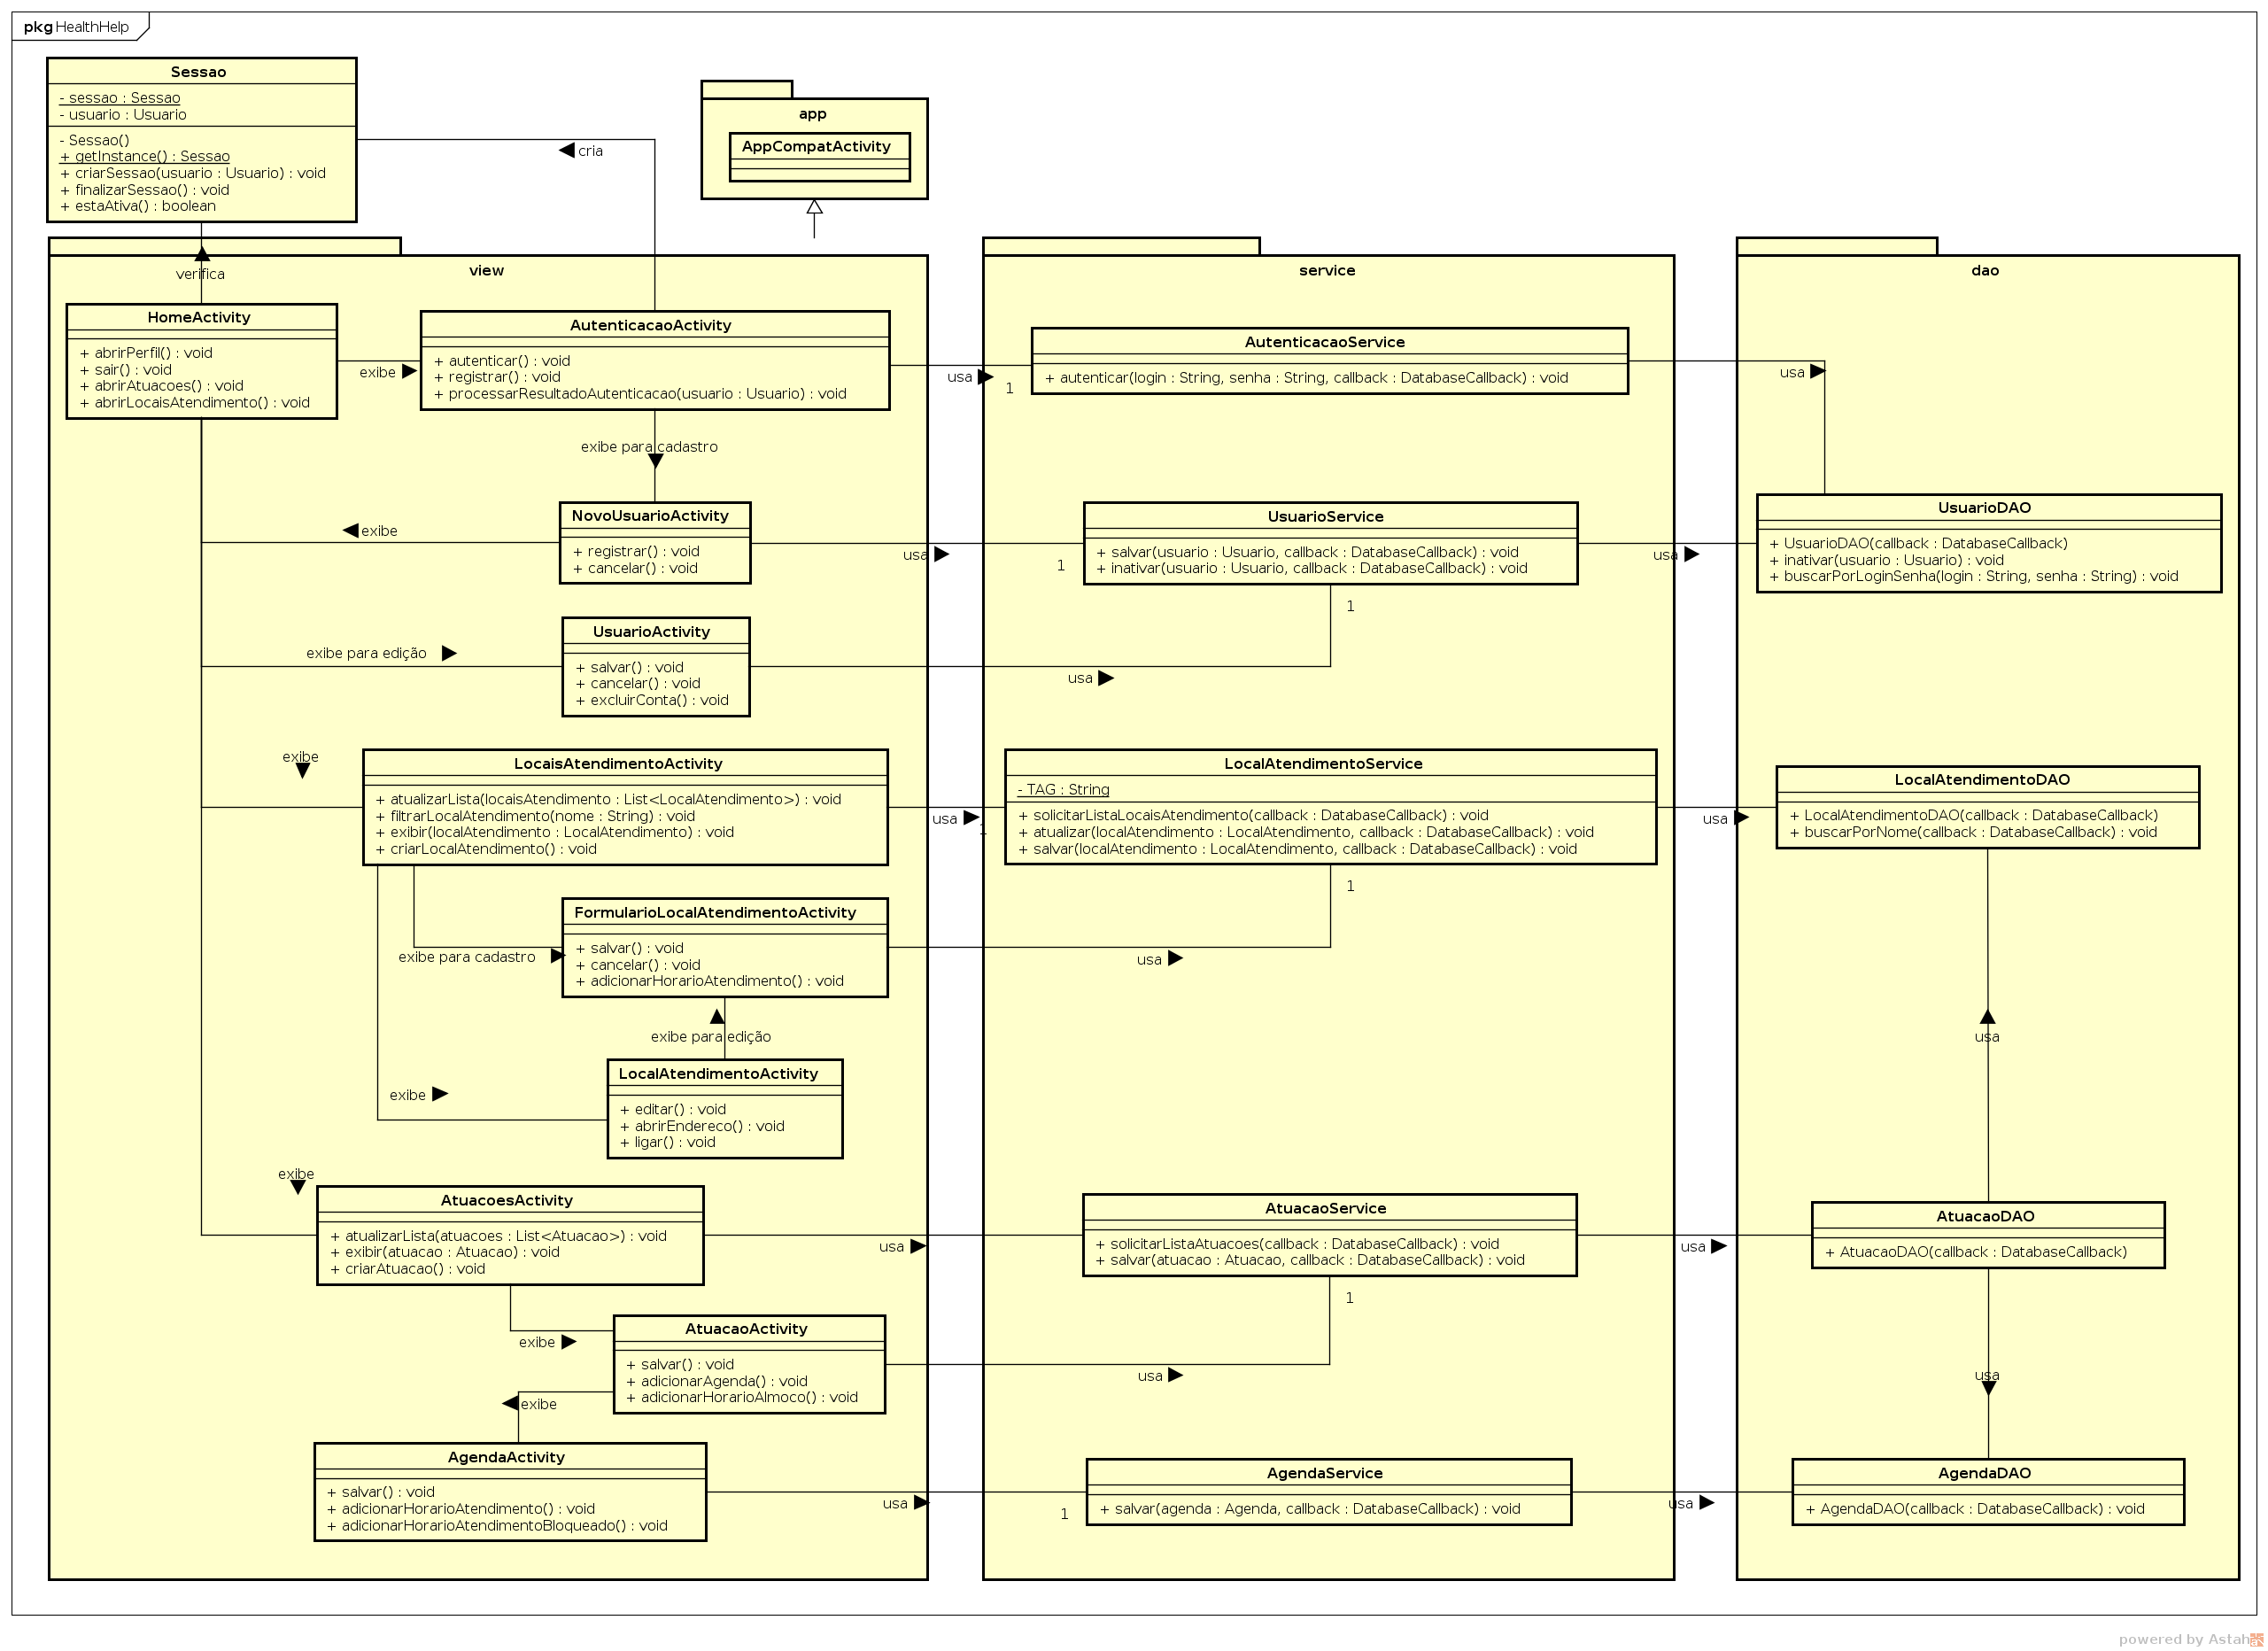 pkg HealthHelp
Sessao
- sessao : Sessao
- usuario : Usuario
- Sessao()
+ getInstance() : Sessao
+ criarSessao(usuario : Usuario) : void
+ finalizarSessao() : void
+ estaAtiva() : boolean
cria
app
AppCompatActivity
verifica
view
HomeActivity
+ abrirPerfil() : void
+ sair() : void
+ abrirAtuacoes() : void
+ abrirLocaisAtendimento() : void
exibe
AutenticacaoActivity
+ autenticar() : void
+ registrar() : void
+ processarResultadoAutenticacao(usuario : Usuario) : void
exibe para cadastro
NovoUsuarioActivity
+ registrar() : void
+ cancelar() : void
exibe
UsuarioActivity
+ salvar() : void
+ cancelar() : void
+ excluirConta() : void
exibe para edição
exibe
LocaisAtendimentoActivity
+ atualizarLista(locaisAtendimento : List<LocalAtendimento>) : void
+ filtrarLocalAtendimento(nome : String) : void
+ exibir(localAtendimento : LocalAtendimento) : void
+ criarLocalAtendimento() : void
FormularioLocalAtendimentoActivity
+ salvar() : void
+ cancelar() : void
+ adicionarHorarioAtendimento() : void
exibe para cadastro
exibe para edição
LocalAtendimentoActivity
+ editar() : void
+ abrirEndereco() : void
+ ligar() : void
exibe
exibe
AtuacoesActivity
+ atualizarLista(atuacoes : List<Atuacao>) : void
+ exibir(atuacao : Atuacao) : void
+ criarAtuacao() : void
exibe
AtuacaoActivity
+ salvar() : void
+ adicionarAgenda() : void
+ adicionarHorarioAlmoco() : void
exibe
AgendaActivity
+ salvar() : void
+ adicionarHorarioAtendimento() : void
+ adicionarHorarioAtendimentoBloqueado() : void
service
usa
1
AutenticacaoService
+ autenticar(login : String, senha : String, callback : DatabaseCallback) : void
usa
1
UsuarioService
+ salvar(usuario : Usuario, callback : DatabaseCallback) : void
+ inativar(usuario : Usuario, callback : DatabaseCallback) : void
1
usa
usa
1
LocalAtendimentoService
- TAG : String
+ solicitarListaLocaisAtendimento(callback : DatabaseCallback) : void
+ atualizar(localAtendimento : LocalAtendimento, callback : DatabaseCallback) : void
+ salvar(localAtendimento : LocalAtendimento, callback : DatabaseCallback) : void
1
usa
usa
AtuacaoService
+ solicitarListaAtuacoes(callback : DatabaseCallback) : void
+ salvar(atuacao : Atuacao, callback : DatabaseCallback) : void
1
usa
usa
1
AgendaService
+ salvar(agenda : Agenda, callback : DatabaseCallback) : void
dao
usa
usa
UsuarioDAO
+ UsuarioDAO(callback : DatabaseCallback)
+ inativar(usuario : Usuario) : void
+ buscarPorLoginSenha(login : String, senha : String) : void
usa
LocalAtendimentoDAO
+ LocalAtendimentoDAO(callback : DatabaseCallback)
+ buscarPorNome(callback : DatabaseCallback) : void
usa
usa
AtuacaoDAO
+ AtuacaoDAO(callback : DatabaseCallback)
usa
usa
AgendaDAO
+ AgendaDAO(callback : DatabaseCallback) : void
powered by Astah